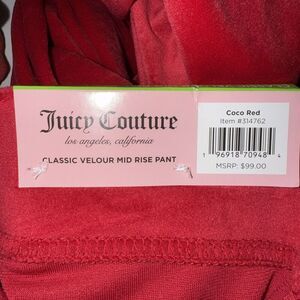 Juicy Couture
los angeles, california
CLASSIC VELOUR MID RISE PANT
Coco Red
Item #314762
1 96918 70948 4
MSRP: $99.00